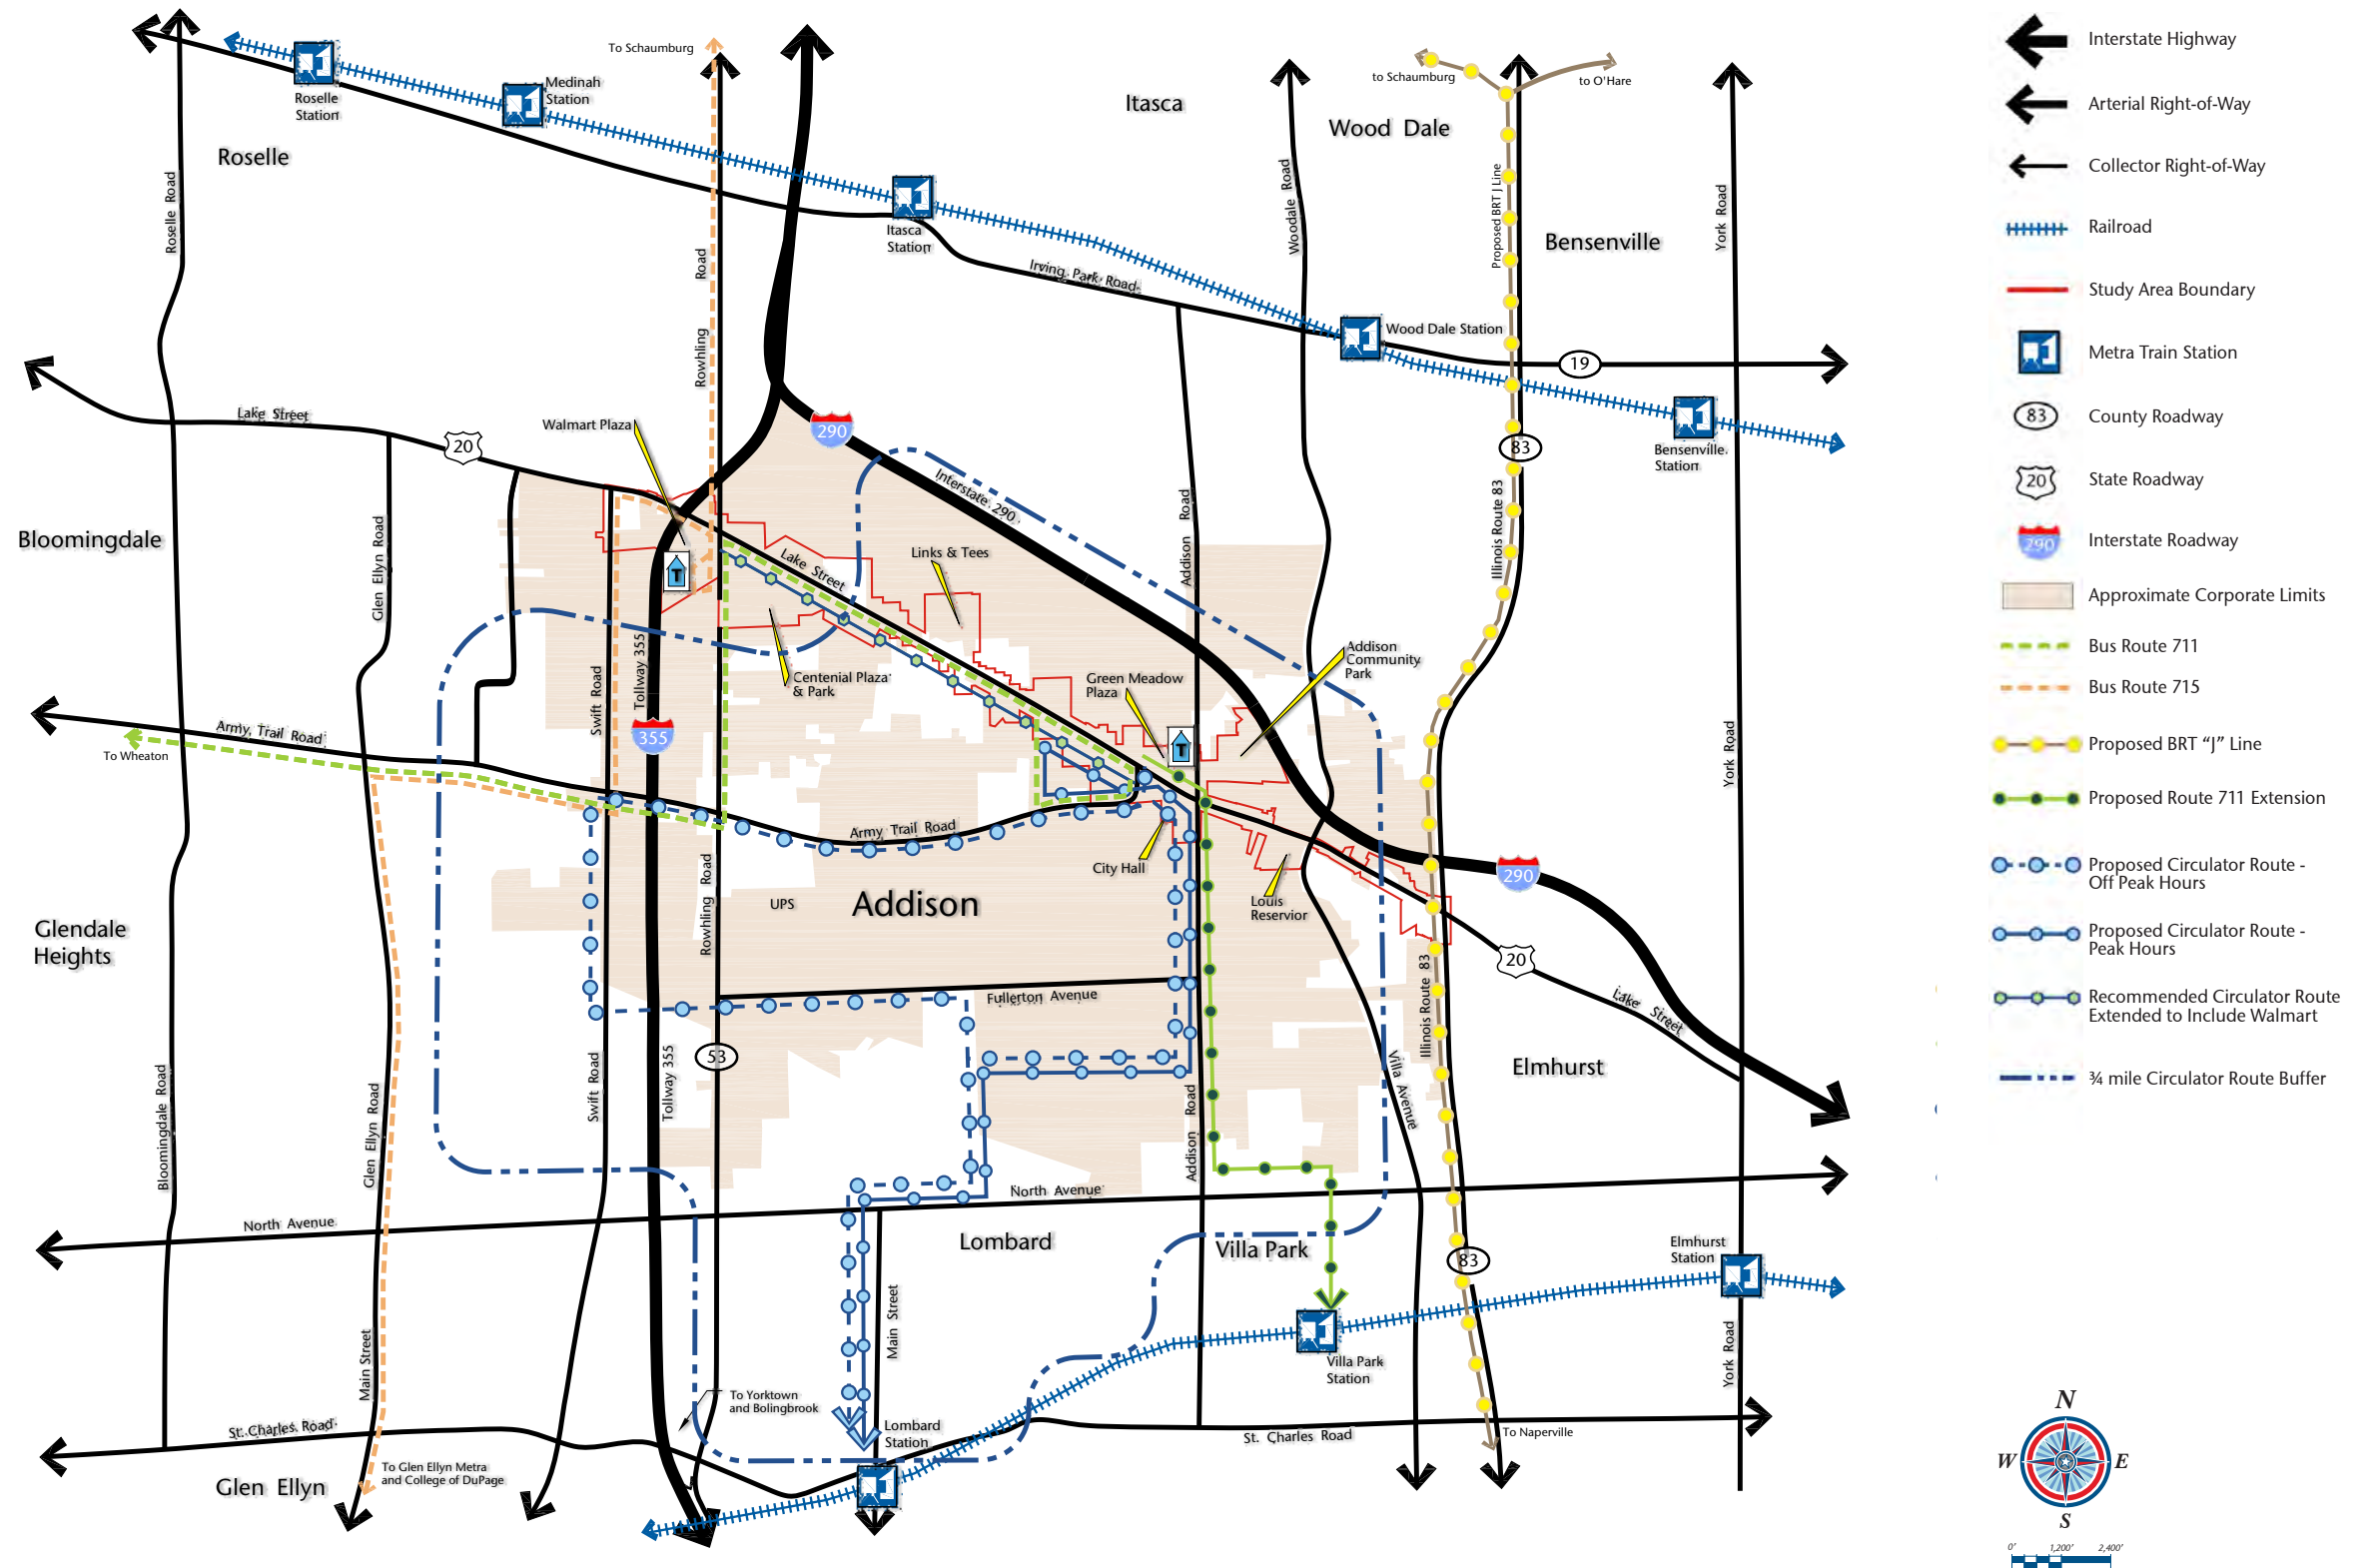 To Schaumburg
Roselle
Station
Medinah
Station
Roselle
Itasca
Wood Dale
to Schaumburg
to O'Hare
Roselle Road
Rowhling Road
Itasca
Station
Irving Park Road
Woodale Road
Proposed BRT J Line
Bensenville
York Road
Wood Dale Station
19
Bensenville
Station
83
Lake Street
20
Walmart Plaza
290
Interstate 290
Bloomingdale
Glen Ellyn Road
T
Lake Street
Links & Tees
Addison Road
Illinois Route 83
Centenial Plaza
& Park
Swift Road
Tollway 355
355
Green Meadow
Plaza
T
Addison
Community
Park
Army Trail Road
To Wheaton
York Road
Army Trail Road
City Hall
Rowhling Road
UPS
Addison
Louis
Reservior
290
20
Lake Street
Glendale
Heights
Fullerton Avenue
Illinois Route 83
Bloomingdale Road
Glen Ellyn Road
Swift Road
Tollway 355
53
Addison Road
Villa Avenue
Elmhurst
North Avenue
North Avenue
Lombard
Villa Park
83
Elmhurst
Station
Main Street
Main Street
Villa Park
Station
York Road
To Yorktown
and Bolingbrook
Lombard
Station
St. Charles Road
St. Charles Road
To Naperville
Glen Ellyn
To Glen Ellyn Metra
and College of DuPage
Interstate Highway
Arterial Right-of-Way
Collector Right-of-Way
Railroad
Study Area Boundary
Metra Train Station
83 County Roadway
20 State Roadway
290 Interstate Roadway
Approximate Corporate Limits
Bus Route 711
Bus Route 715
Proposed BRT “J” Line
Proposed Route 711 Extension
Proposed Circulator Route -
Off Peak Hours
Proposed Circulator Route -
Peak Hours
Recommended Circulator Route
Extended to Include Walmart
¾ mile Circulator Route Buffer
N
W E
S
0' 1,200' 2,400'